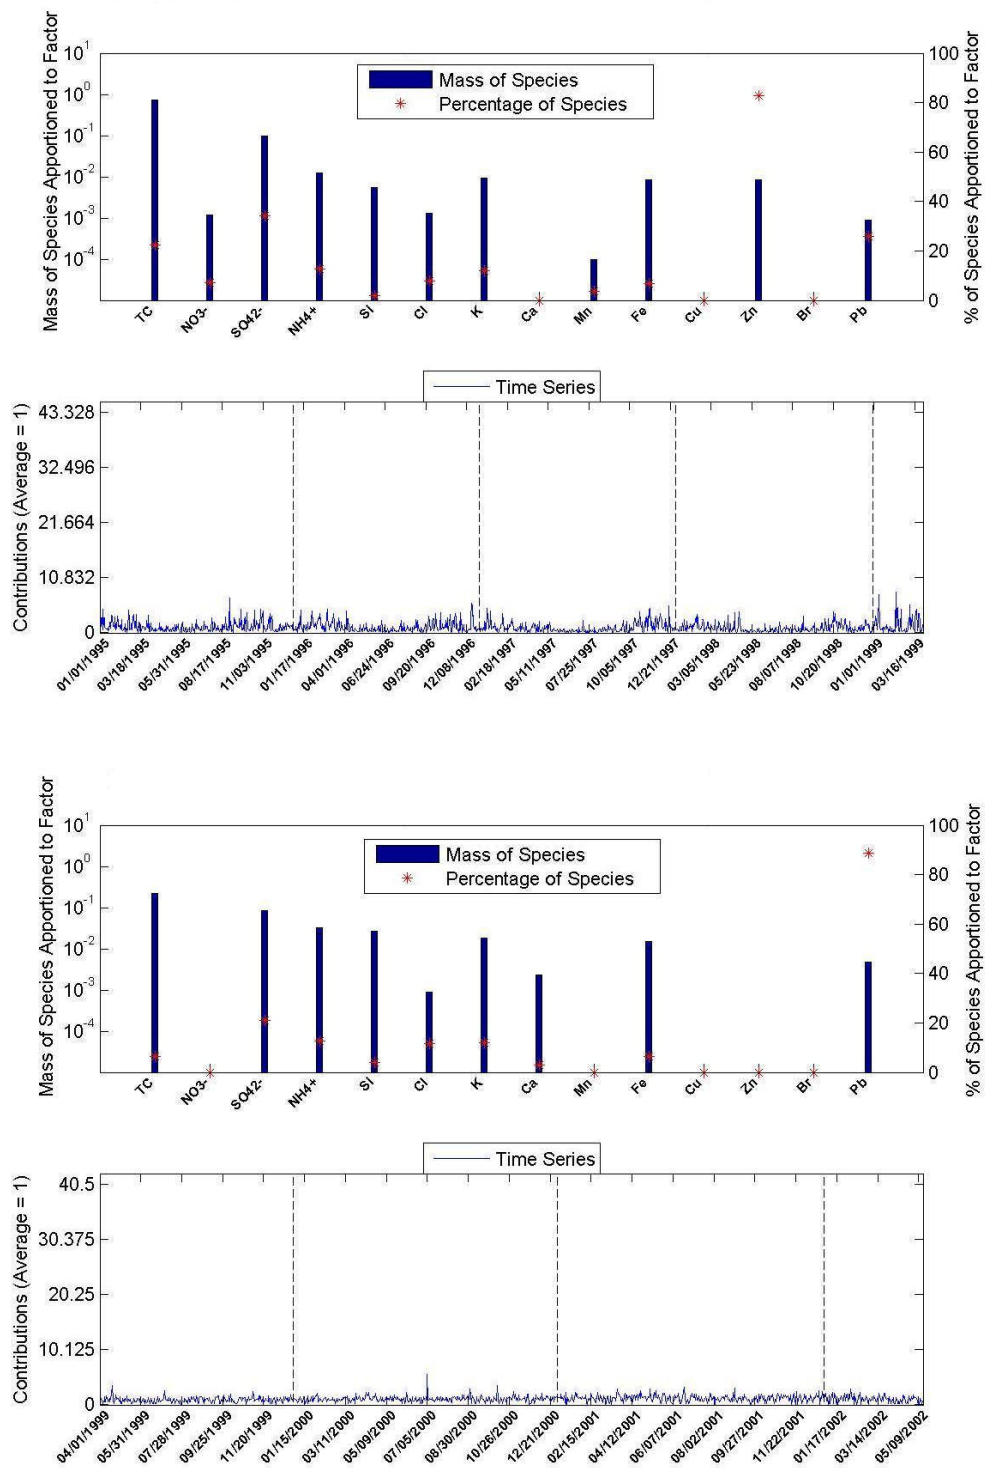 Mass of Species Apportioned to Factor
10^1
10^0
10^-1
10^-2
10^-3
10^-4
Mass of Species
Percentage of Species
100
80
60
40
20
0
% of Species Apportioned to Factor
TC NO3- SO42- NH4+ SI Cl K Ca Mn Fe Cu Zn Br Pb
Time Series
Contributions (Average = 1)
43.328
32.496
21.664
10.832
0
01/01/1995 03/18/1995 05/31/1995 08/17/1995 11/03/1995 01/17/1996 04/01/1996 06/24/1996 09/20/1996 12/08/1996 02/18/1997 05/11/1997 07/25/1997 10/05/1997 12/21/1997 03/05/1998 05/23/1998 08/07/1998 10/20/1998 01/01/1999 03/18/1999
Mass of Species Apportioned to Factor
10^1
10^0
10^-1
10^-2
10^-3
10^-4
Mass of Species
Percentage of Species
100
80
60
40
20
0
% of Species Apportioned to Factor
TC NO3- SO42- NH4+ SI Cl K Ca Mn Fe Cu Zn Br Pb
Time Series
Contributions (Average = 1)
40.5
30.375
20.25
10.125
0
04/01/1999 05/31/1999 07/28/1999 09/25/1999 11/20/1999 01/15/2000 03/11/2000 05/09/2000 07/05/2000 08/30/2000 10/26/2000 12/21/2000 02/15/2001 04/12/2001 06/07/2001 08/02/2001 09/27/2001 11/22/2001 01/17/2002 03/14/2002 05/09/2002